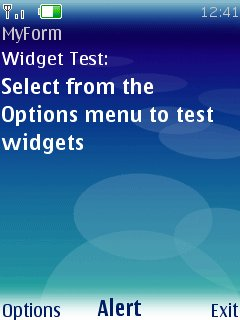 12:41
MyForm
Widget Test:
Select from the
Options menu to test
widgets
Options Alert Exit